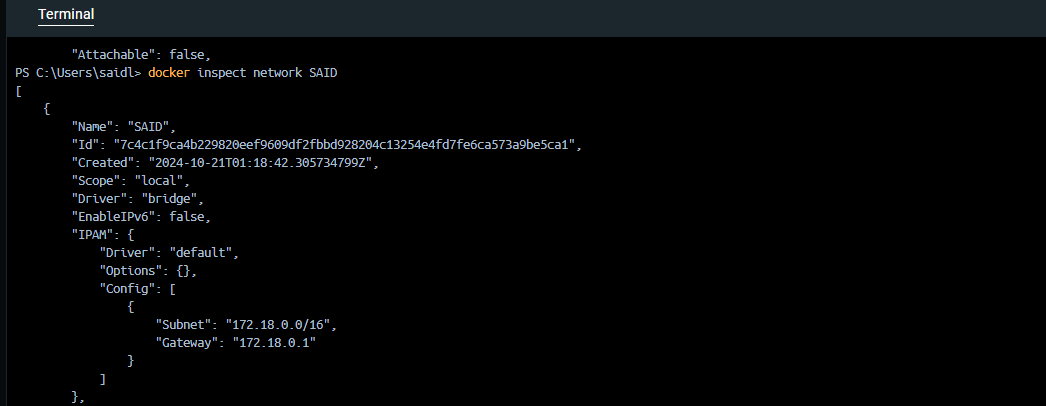 Terminal
"Attachable": false,
PS C:\Users\saidl> docker inspect network SAID
[
    {
        "Name": "SAID",
        "Id": "7c4c1f9ca4b229820eef9609df2fbbd928204c13254e4fd7fe6ca573a9be5ca1",
        "Created": "2024-10-21T01:18:42.305734799Z",
        "Scope": "local",
        "Driver": "bridge",
        "EnableIPv6": false,
        "IPAM": {
            "Driver": "default",
            "Options": {},
            "Config": [
                {
                    "Subnet": "172.18.0.0/16",
                    "Gateway": "172.18.0.1"
                }
            ]
        },